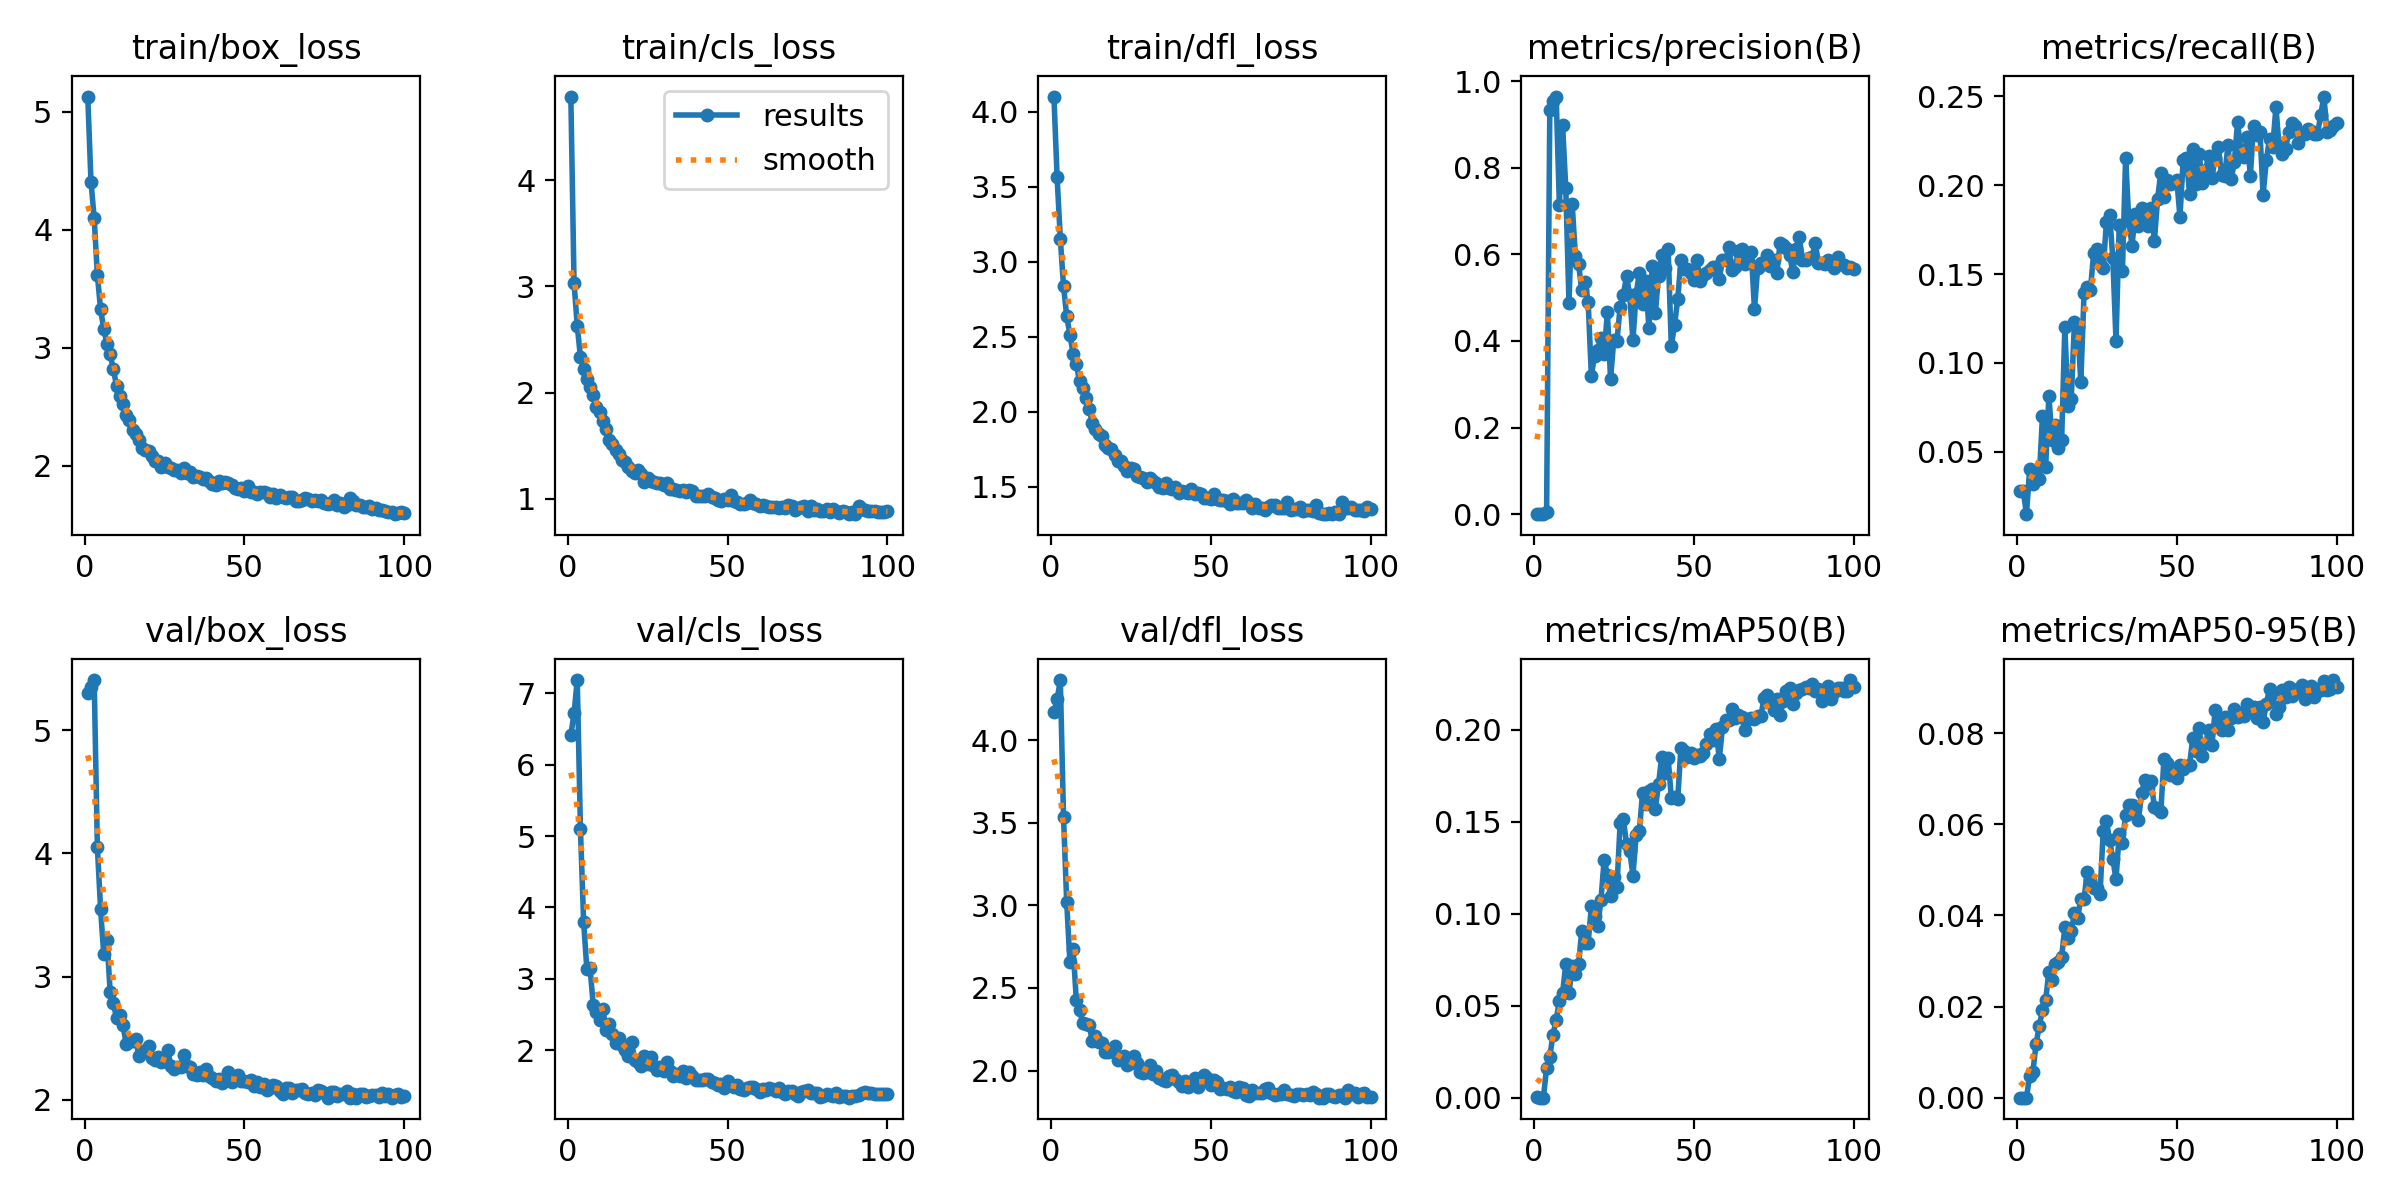 train/box_loss
5
4
3
2
0 50 100
train/cls_loss
results
smooth
4
3
2
1
0 50 100
train/dfl_loss
4.0
3.5
3.0
2.5
2.0
1.5
0 50 100
metrics/precision(B)
1.0
0.8
0.6
0.4
0.2
0.0
0 50 100
metrics/recall(B)
0.25
0.20
0.15
0.10
0.05
0 50 100
val/box_loss
5
4
3
2
0 50 100
val/cls_loss
7
6
5
4
3
2
0 50 100
val/dfl_loss
4.0
3.5
3.0
2.5
2.0
0 50 100
metrics/mAP50(B)
0.20
0.15
0.10
0.05
0.00
0 50 100
metrics/mAP50-95(B)
0.08
0.06
0.04
0.02
0.00
0 50 100